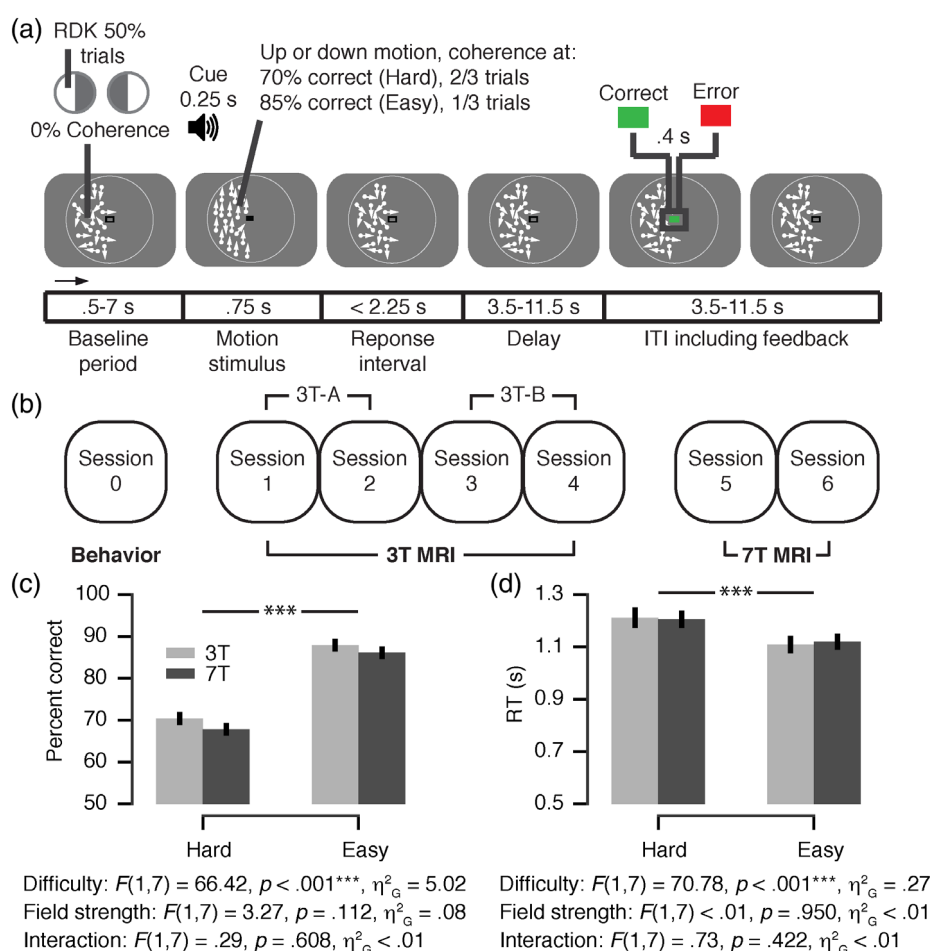 (a)
RDK 50%
trials
0% Coherence
Cue
0.25 s
Up or down motion, coherence at:
70% correct (Hard), 2/3 trials
85% correct (Easy), 1/3 trials
Correct
Error
.4 s
.5-7 s
.75 s
< 2.25 s
3.5-11.5 s
3.5-11.5 s
Baseline
period
Motion
stimulus
Reponse
interval
Delay
ITI including feedback
(b)
3T-A
3T-B
Session
0
Session
1
Session
2
Session
3
Session
4
Session
5
Session
6
Behavior
3T MRI
7T MRI
(c)
Percent correct
100
90
80
70
60
50
***
3T
7T
Hard
Easy
Difficulty: F(1,7) = 66.42, p < .001***, η²G = 5.02
Field strength: F(1,7) = 3.27, p = .112, η²G = .08
Interaction: F(1,7) = .29, p = .608, η²G < .01
(d)
RT (s)
1.3
1.1
0.9
0.7
0.5
***
Hard
Easy
Difficulty: F(1,7) = 70.78, p < .001***, η²G = .27
Field strength: F(1,7) < .01, p = .950, η²G < .01
Interaction: F(1,7) = .73, p = .422, η²G < .01